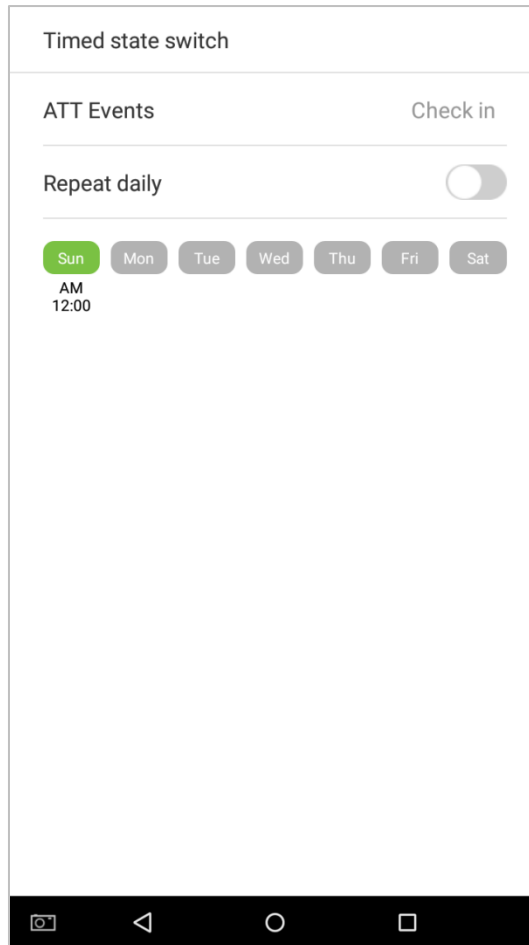 Timed state switch
ATT Events Check in
Repeat daily
Sun Mon Tue Wed Thu Fri Sat
AM
12:00